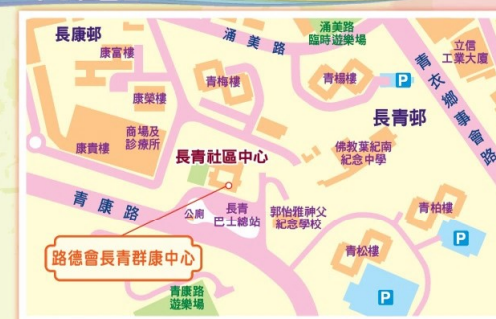 長康邨
康富樓
涌美路
涌美路
臨時遊樂場
立信
工業大廈
青梅樓
青楊樓
P
康榮樓
青衣鄉事會路
長青邨
商場及
診療所
康貴樓
長青社區中心
佛教葉紀南
紀念中學
青康路
公廁
長青
巴士總站
郭怡雅神父
紀念學校
青柏樓
P
路德會長青群康中心
青松樓
P
青康路
遊樂場